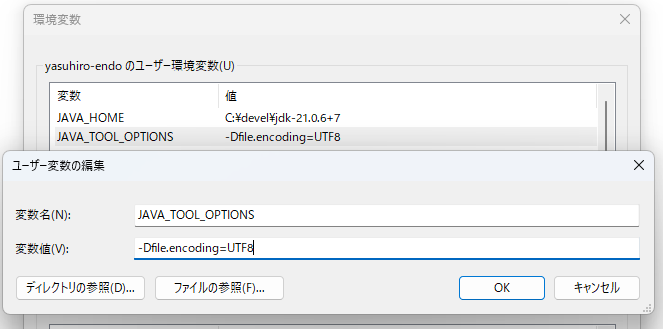 環境変数
yasuhiro-endo のユーザー環境変数(U)
変数 値
JAVA_HOME C:¥devel¥jdk-21.0.6+7
JAVA_TOOL_OPTIONS -Dfile.encoding=UTF8
ユーザー変数の編集
変数名(N): JAVA_TOOL_OPTIONS
変数値(V): -Dfile.encoding=UTF8
ディレクトリの参照(D)... ファイルの参照(F)... OK キャンセル